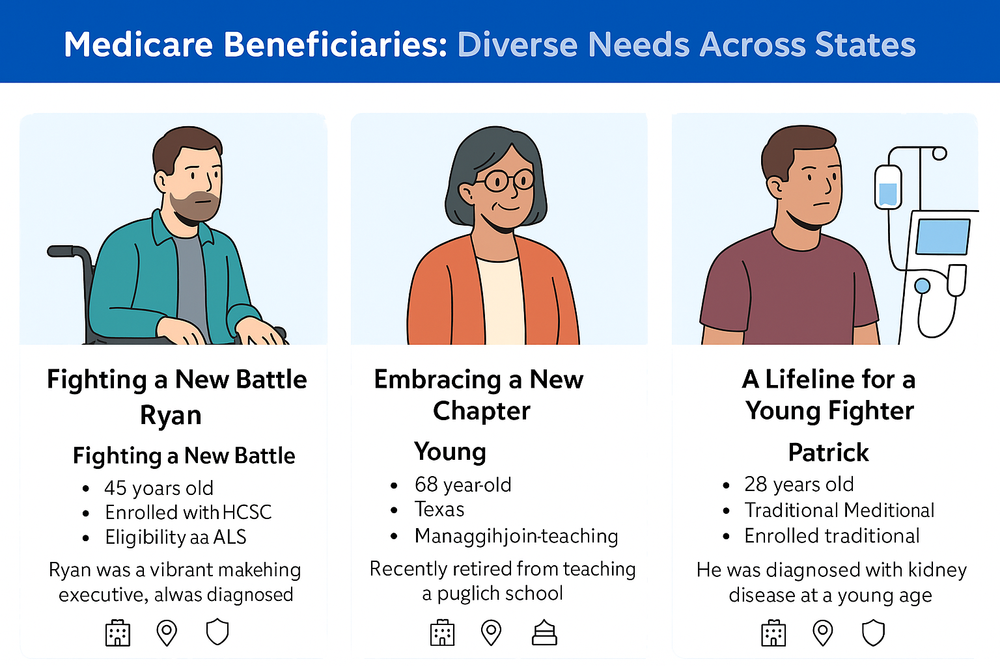 Medicare Beneficiaries: Diverse Needs Across States
Fighting a New Battle
Ryan
Fighting a New Battle
• 45 yoars old
• Enrolled with HCSC
• Eligibility aa ALS
Ryan was a vibrant makehing
executive, alwas diagnosed
Embracing a New
Chapter
Young
• 68 year-old
• Texas
• Managgihjoin-teaching
Recently retired from teaching
a puglich school
A Lifeline for a
Young Fighter
Patrick
• 28 years old
• Traditional Meditional
• Enrolled traditional
He was diagnosed with kidney
disease at a young age